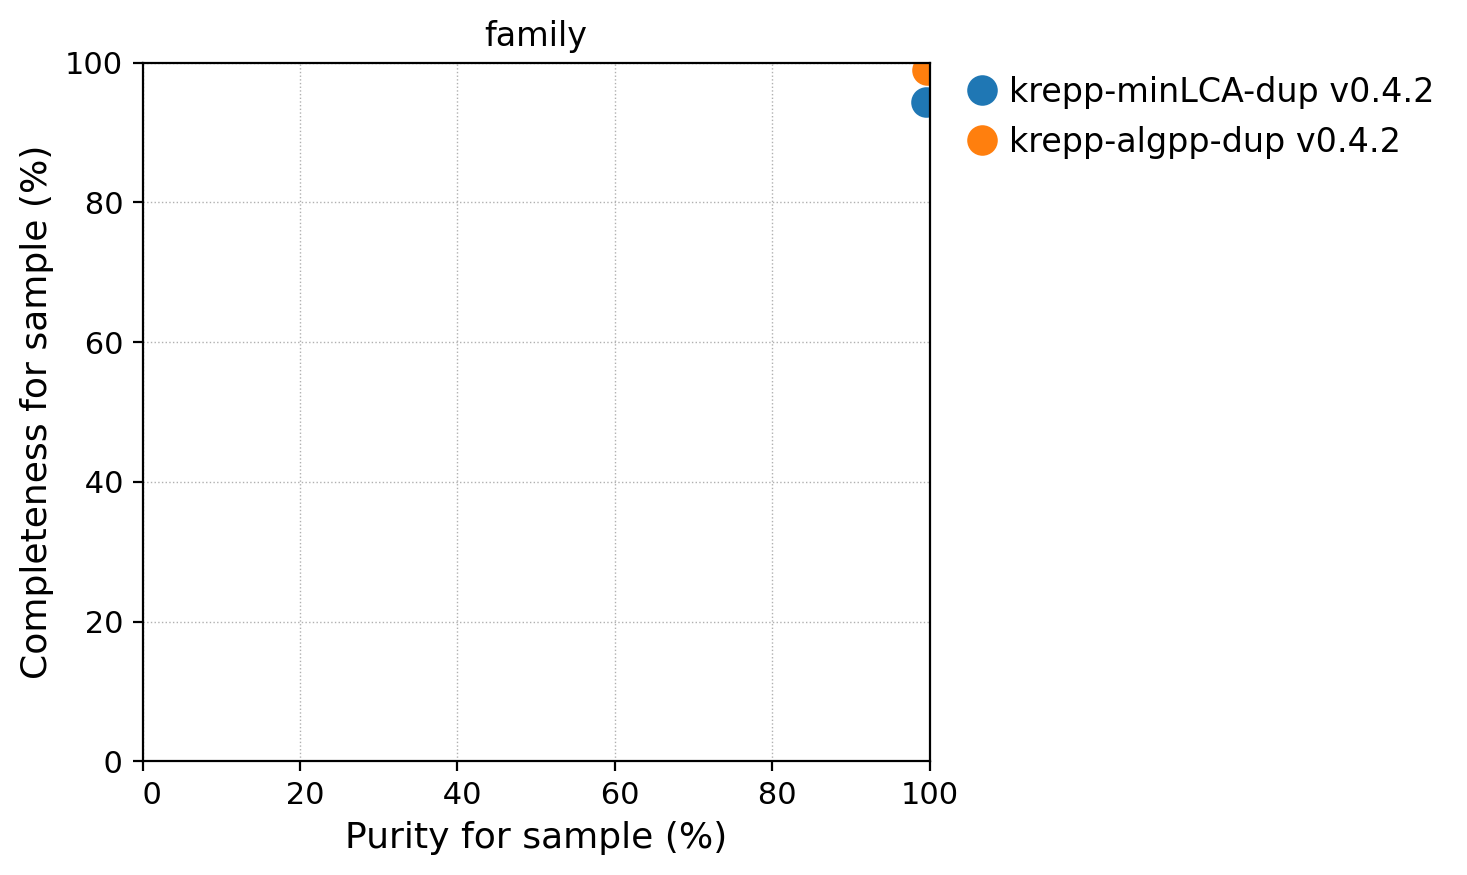 family
100
80
60
40
20
0
Completeness for sample (%)
0 20 40 60 80 100
Purity for sample (%)
krepp-minLCA-dup v0.4.2
krepp-algpp-dup v0.4.2